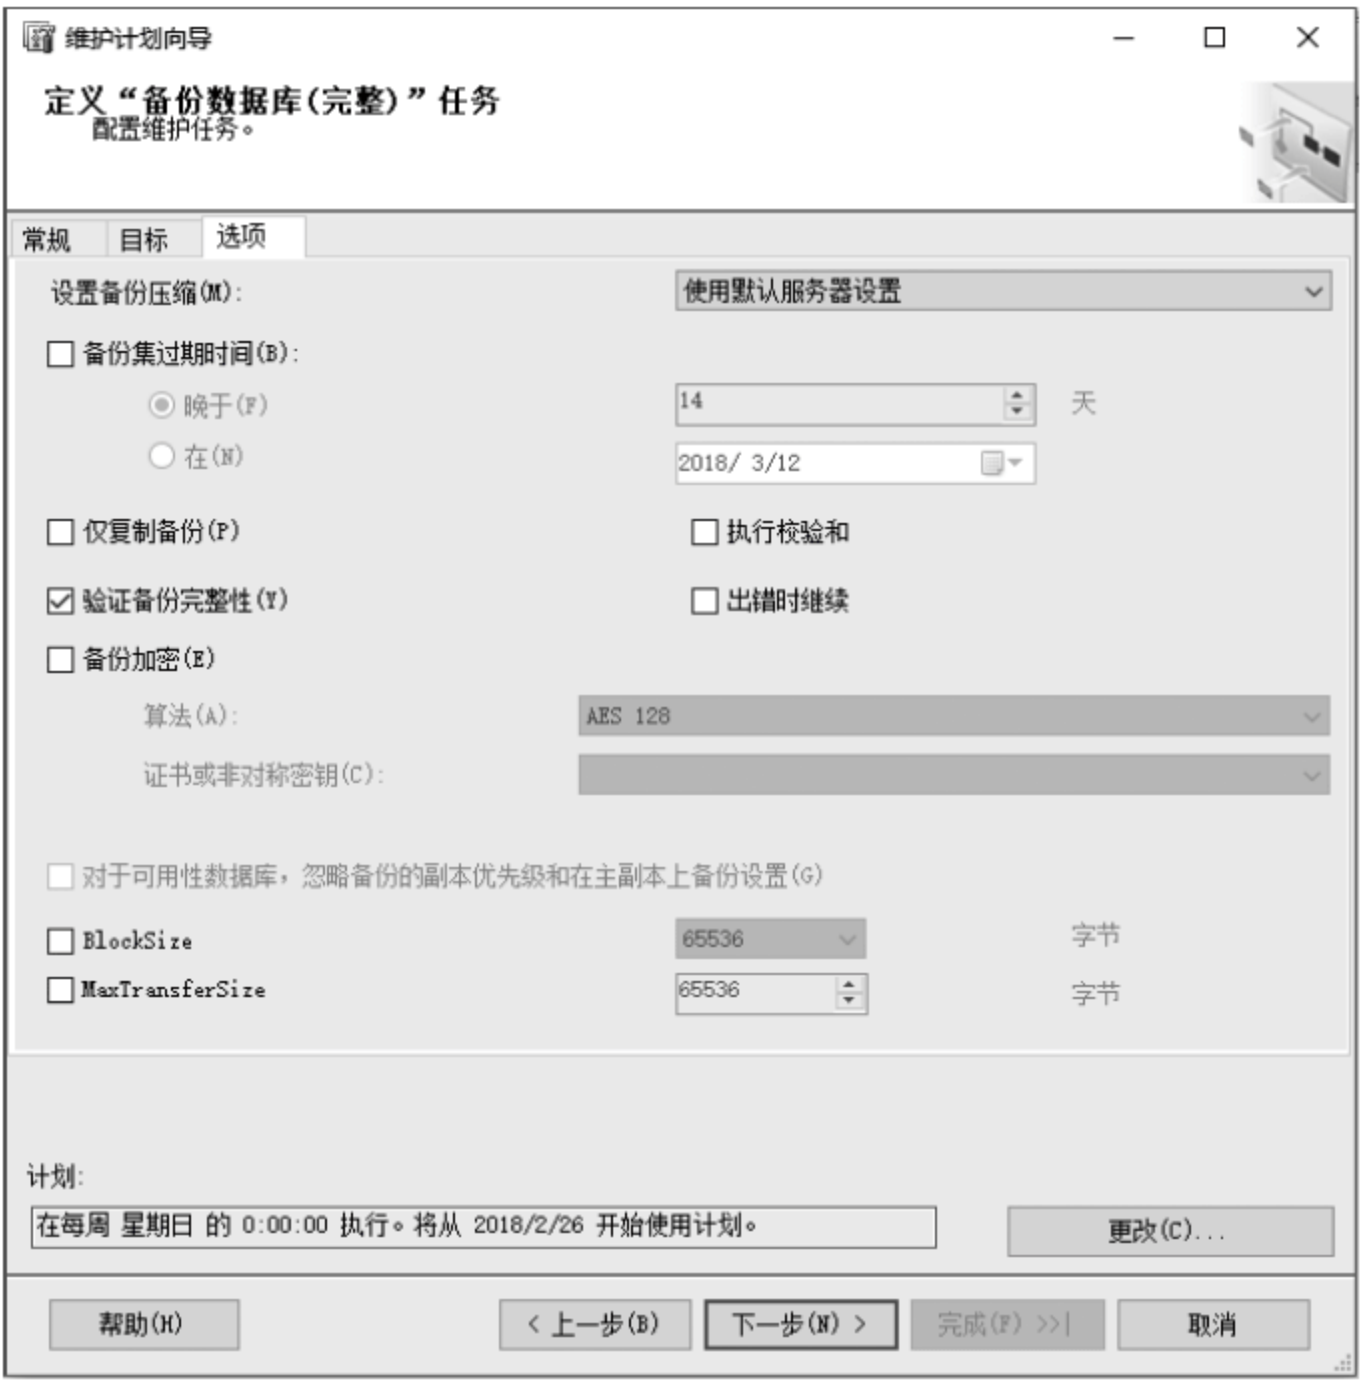 维护计划向导
定义“备份数据库(完整)”任务
配置维护任务。
常规 目标 选项
设置备份压缩(M): 使用默认服务器设置
备份集过期时间(B):
晚于(F) 14 天
在(N) 2018/ 3/12
仅复制备份(P) 执行校验和
验证备份完整性(Y) 出错时继续
备份加密(E)
算法(A): AES 128
证书或非对称密钥(C):
对于可用性数据库，忽略备份的副本优先级和在主副本上备份设置(G)
BlockSize 65536 字节
MaxTransferSize 65536 字节
计划:
在每周 星期日 的 0:00:00 执行。将从 2018/2/26 开始使用计划。 更改(C)...
帮助(H) < 上一步(B) 下一步(N) > 完成(F) >>| 取消